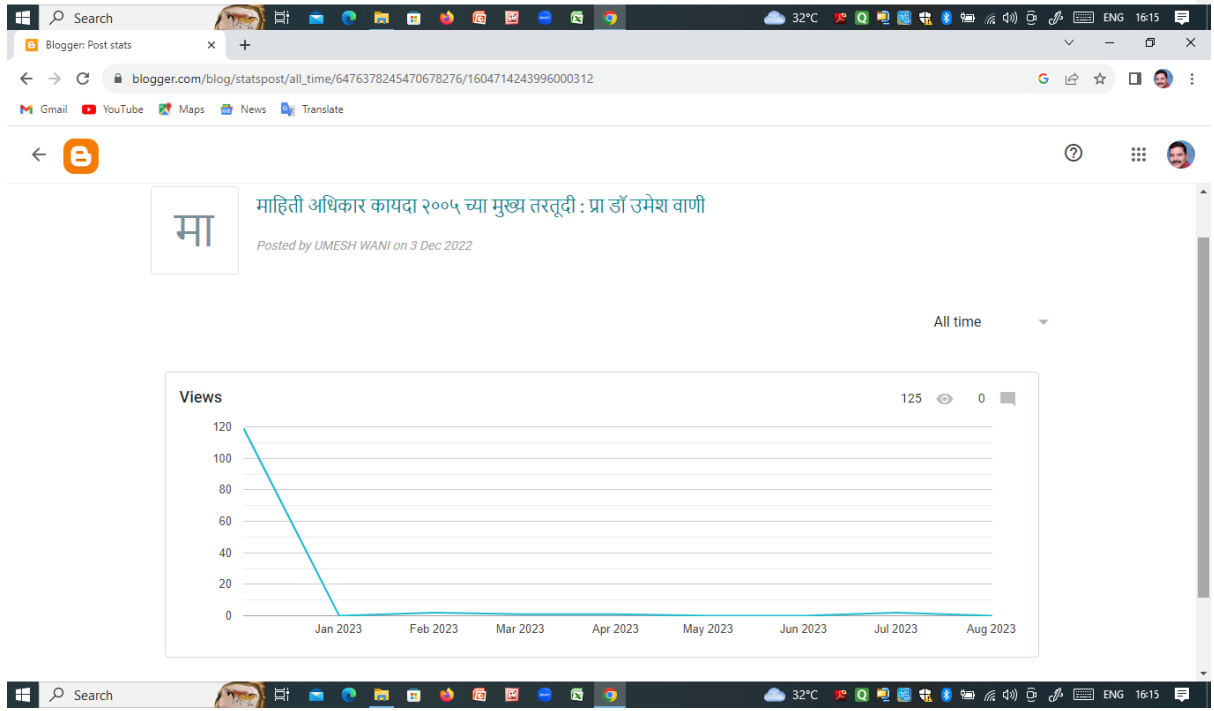 Search
32°C
ENG 16:15
Blogger: Post stats
blogger.com/blog/statspost/all_time/6476378245470678276/1604714243996000312
Gmail YouTube Maps News Translate
मा
माहिती अधिकार कायदा २००५ च्या मुख्य तरतूदी : प्रा डॉ उमेश वाणी
Posted by UMESH WANI on 3 Dec 2022
All time
Views 125 0
120
100
80
60
40
20
0
Jan 2023 Feb 2023 Mar 2023 Apr 2023 May 2023 Jun 2023 Jul 2023 Aug 2023
Search
32°C
ENG 16:15